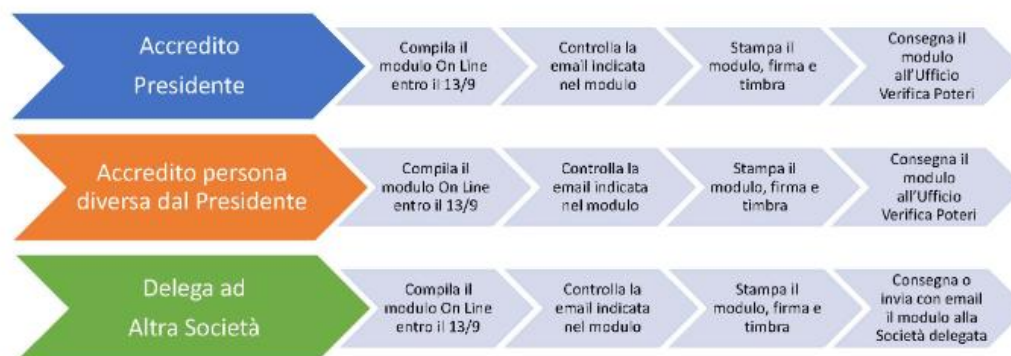 Accredito
Presidente
Compila il
modulo On Line
entro il 13/9
Controlla la
email indicata
nel modulo
Stampa il
modulo, firma e
timbra
Consegna il
modulo
all'Ufficio
Verifica Poteri
Accredito persona
diversa dal Presidente
Compila il
modulo On Line
entro il 13/9
Controlla la
email indicata
nel modulo
Stampa il
modulo, firma e
timbra
Consegna il
modulo
all'Ufficio
Verifica Poteri
Delega ad
Altra Società
Compila il
modulo On Line
entro il 13/9
Controlla la
email indicata
nel modulo
Stampa il
modulo, firma e
timbra
Consegna o
invia con email
il modulo alla
Società delegata